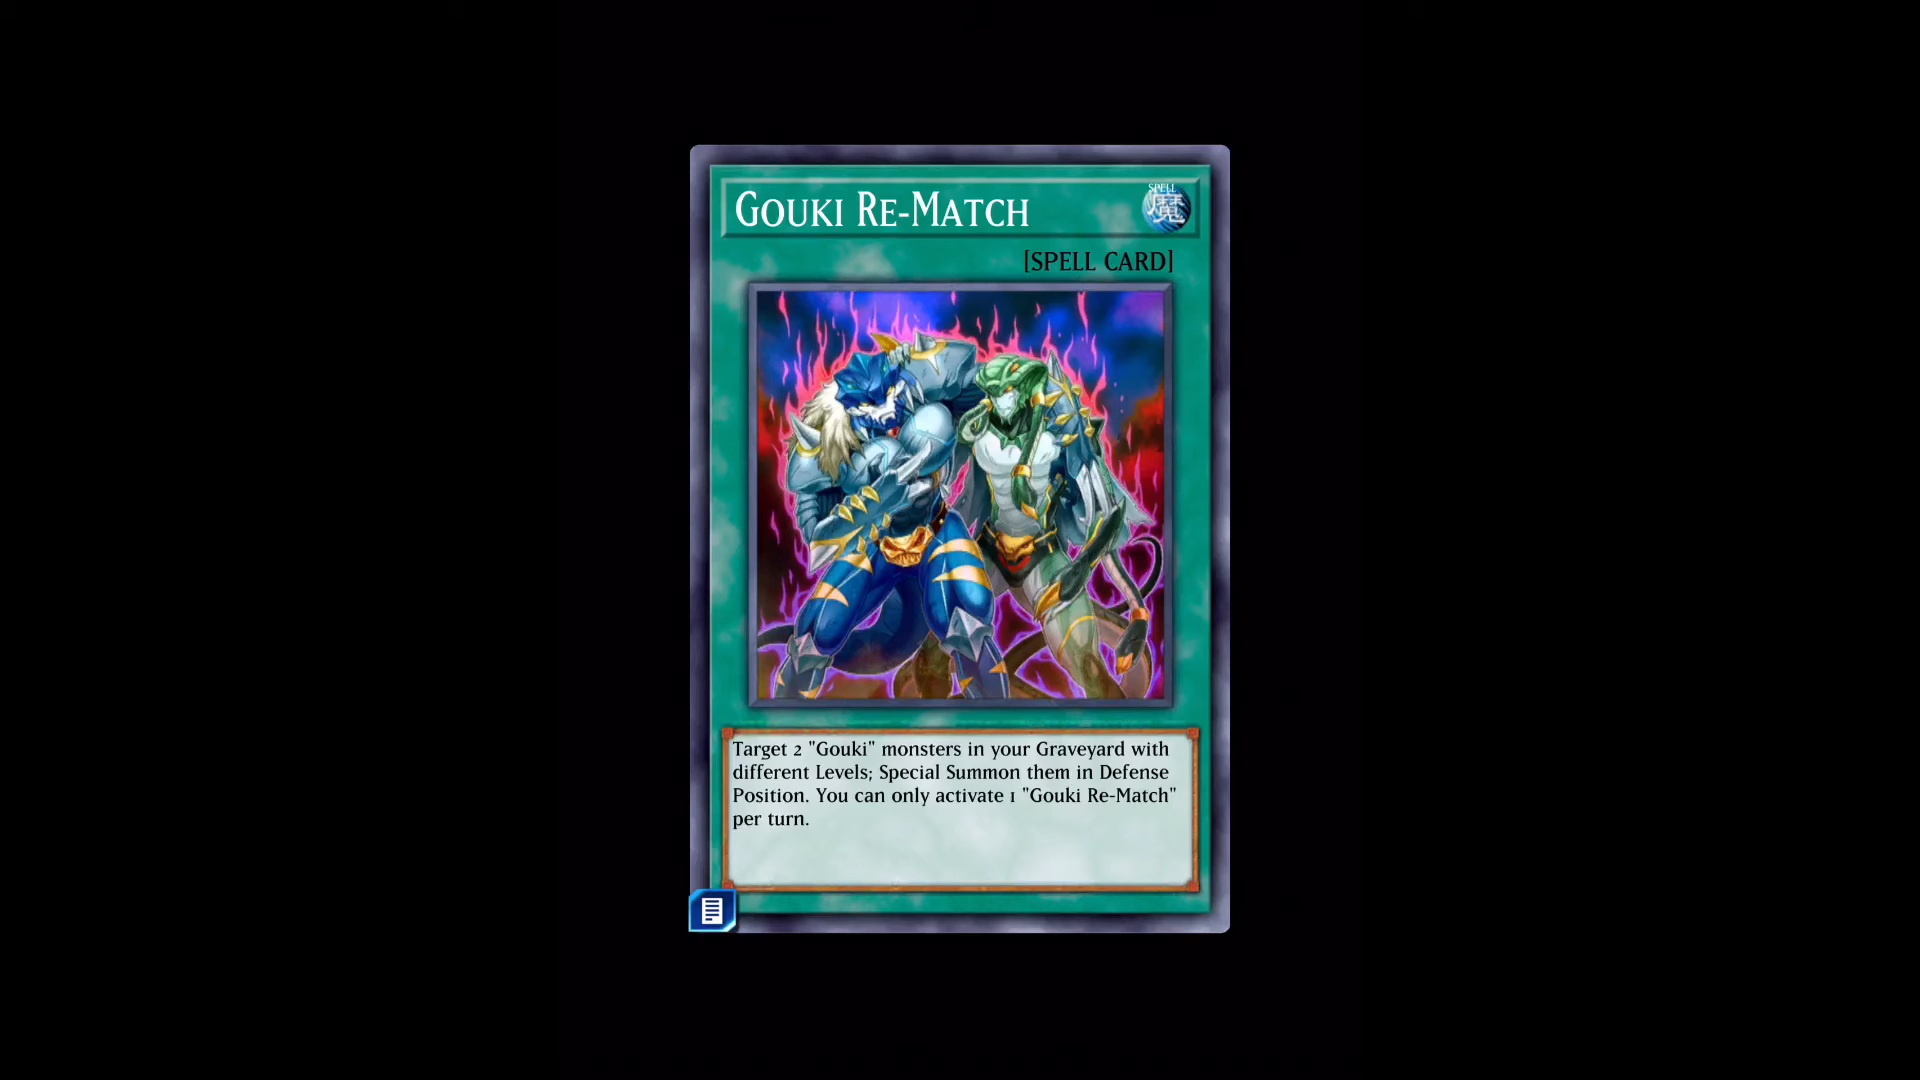 GOUKI RE-MATCH
SPELL
魔
[SPELL CARD]
Target 2 "Gouki" monsters in your Graveyard with
different Levels; Special Summon them in Defense
Position. You can only activate 1 "Gouki Re-Match"
per turn.